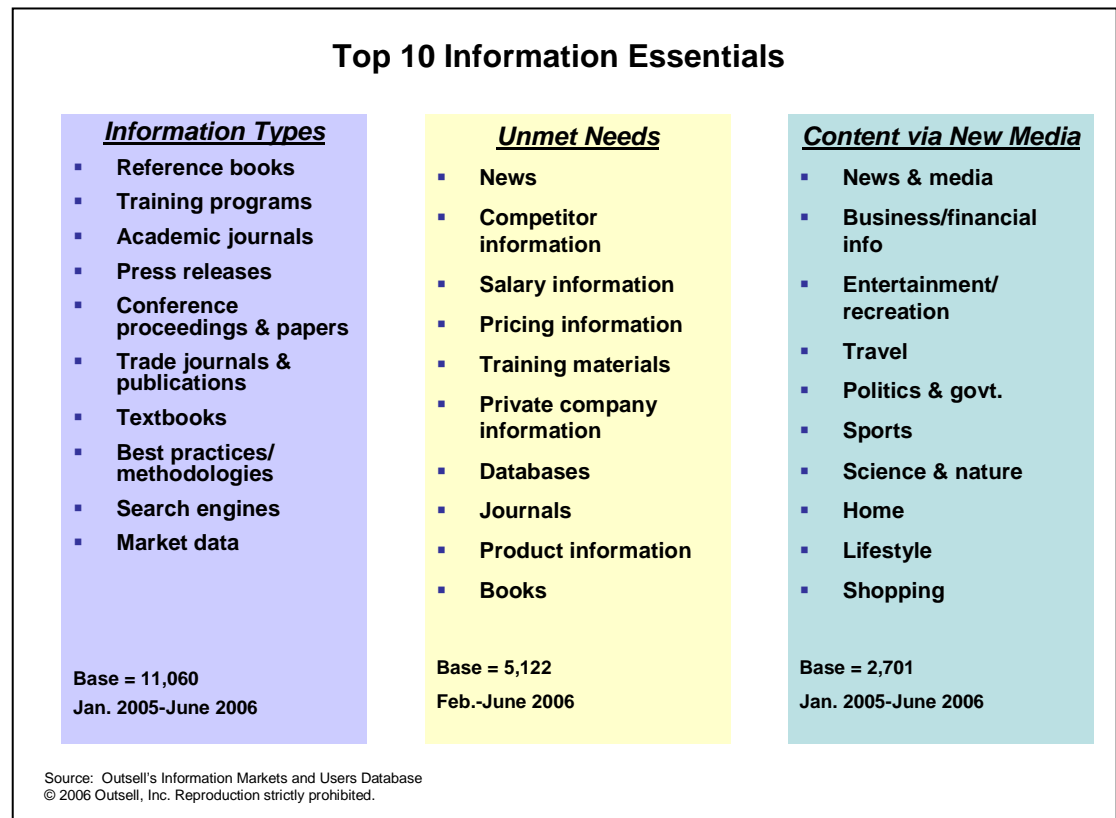 Top 10 Information Essentials
Information Types
▪ Reference books
▪ Training programs
▪ Academic journals
▪ Press releases
▪ Conference
proceedings & papers
▪ Trade journals &
publications
▪ Textbooks
▪ Best practices/
methodologies
▪ Search engines
▪ Market data
Base = 11,060
Jan. 2005-June 2006
Unmet Needs
▪ News
▪ Competitor
information
▪ Salary information
▪ Pricing information
▪ Training materials
▪ Private company
information
▪ Databases
▪ Journals
▪ Product information
▪ Books
Base = 5,122
Feb.-June 2006
Content via New Media
▪ News & media
▪ Business/financial
info
▪ Entertainment/
recreation
▪ Travel
▪ Politics & govt.
▪ Sports
▪ Science & nature
▪ Home
▪ Lifestyle
▪ Shopping
Base = 2,701
Jan. 2005-June 2006
Source: Outsell's Information Markets and Users Database
© 2006 Outsell, Inc. Reproduction strictly prohibited.